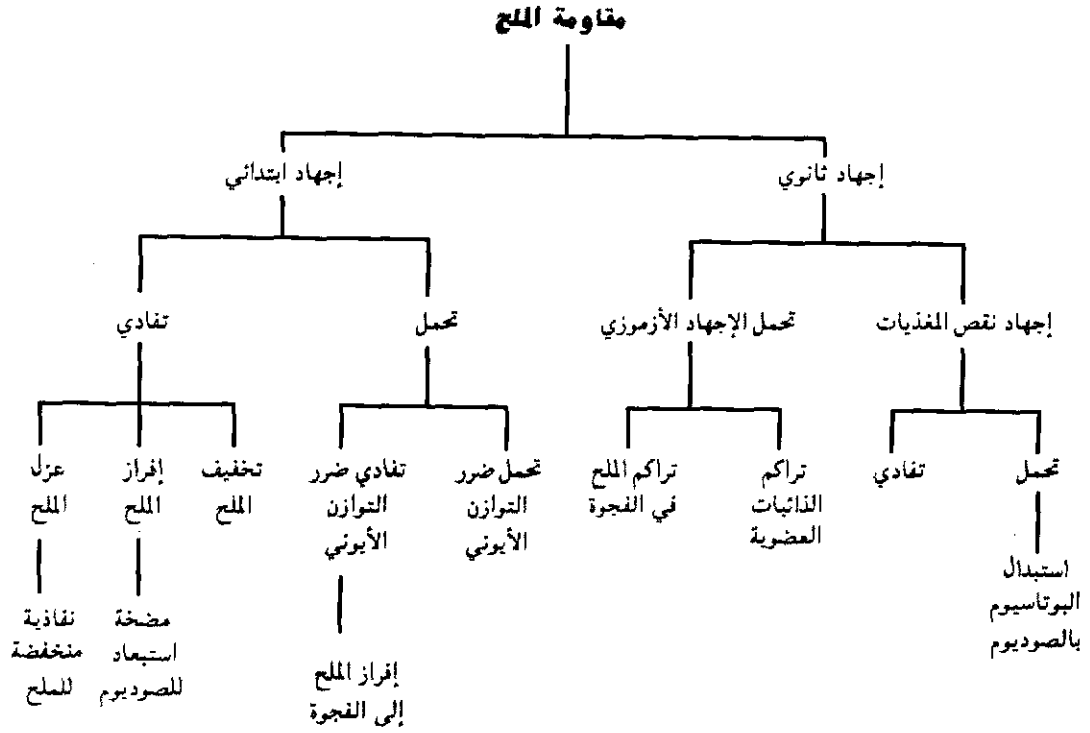 مقاومة الملح
إجهاد ثانوي
إجهاد ابتدائي
إجهاد نقص المغذيات
تحمل الإجهاد الأزموزي
تحمل
تفادي
تحمل
تفادي
تراكم
الذائبات
العضوية
تراكم الملح
في الفجوة
تحمل ضرر
التوازن
الأيوني
تفادي ضرر
التوازن
الأيوني
تخفيف
الملح
إفراز
الملح
عزل
الملح
استبدال
البوتاسيوم
بالصوديوم
إفراز الملح
إلى الفجوة
مضخة
استبعاد
للصوديوم
نفاذية
منخفضة
للملح